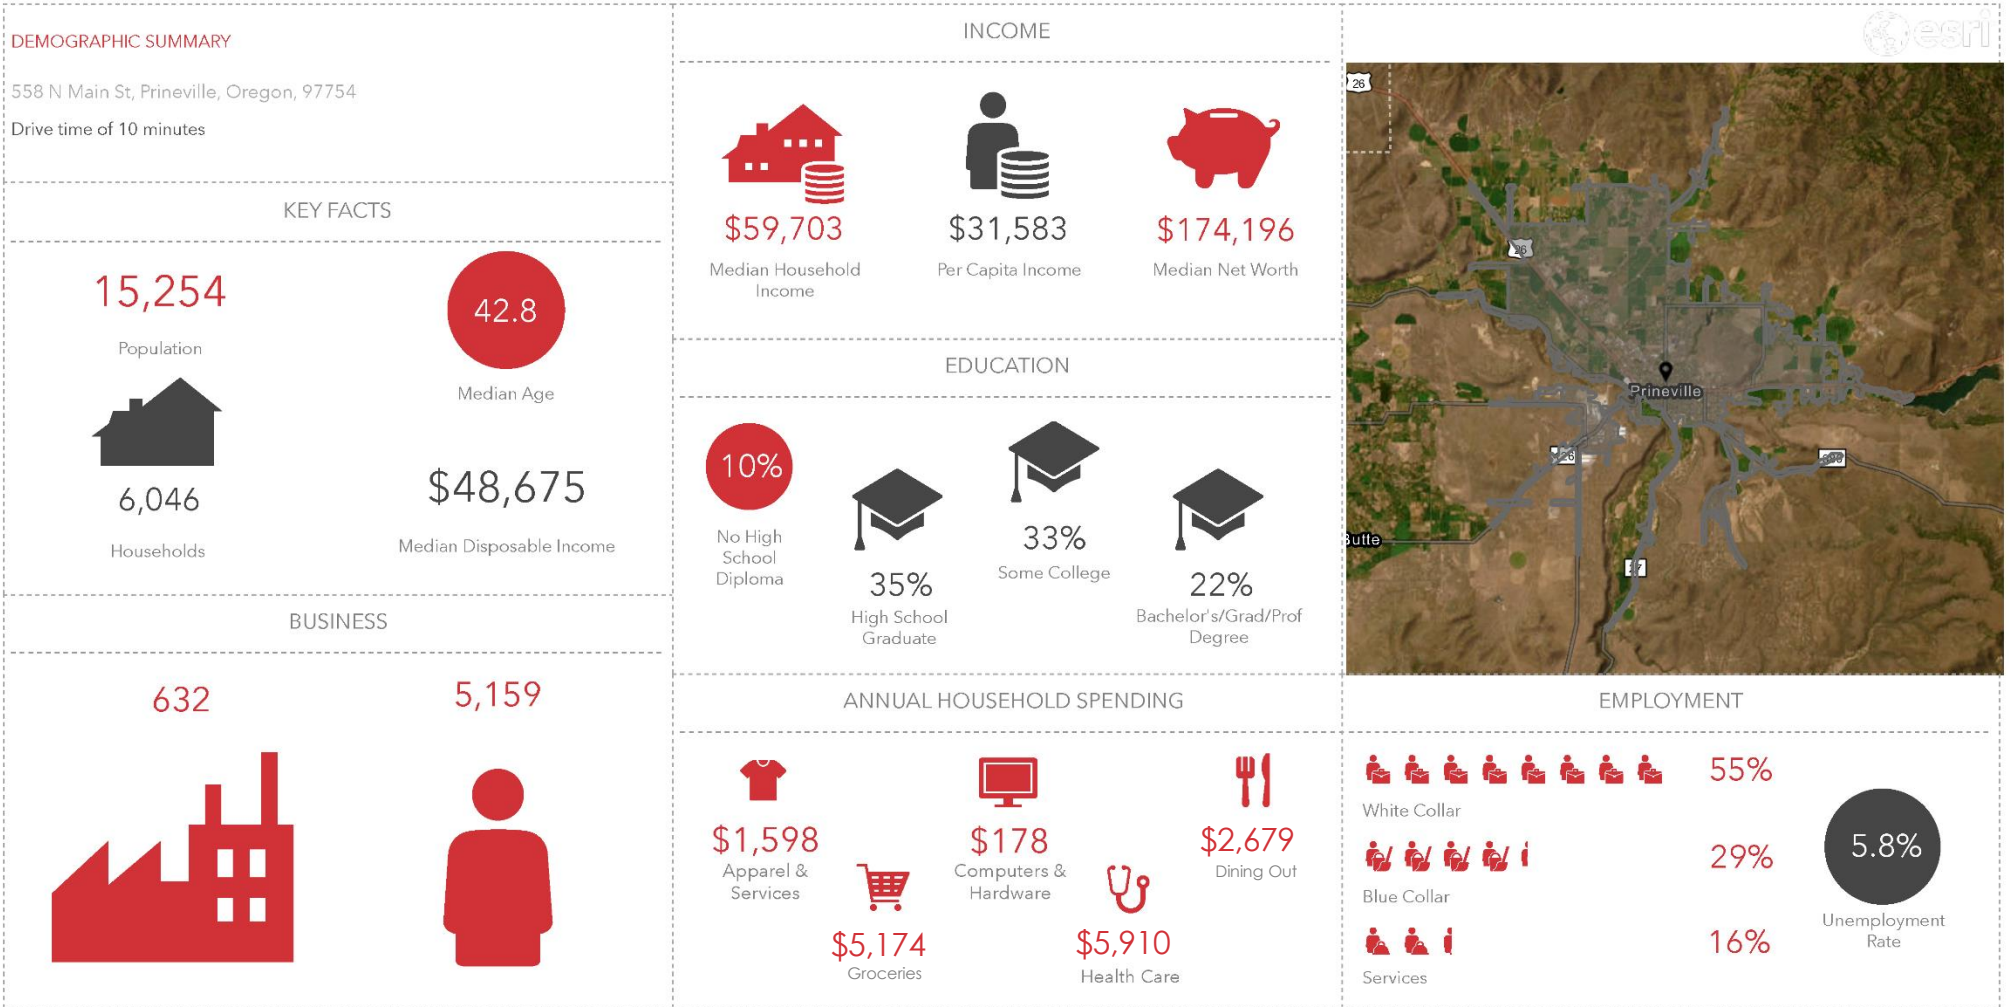 DEMOGRAPHIC SUMMARY
558 N Main St, Prineville, Oregon, 97754
Drive time of 10 minutes
KEY FACTS
15,254
Population
42.8
Median Age
6,046
Households
$48,675
Median Disposable Income
BUSINESS
632
5,159
INCOME
$59,703
Median Household
Income
$31,583
Per Capita Income
$174,196
Median Net Worth
EDUCATION
10%
No High
School
Diploma
35%
High School
Graduate
33%
Some College
22%
Bachelor's/Grad/Prof
Degree
ANNUAL HOUSEHOLD SPENDING
$1,598
Apparel &
Services
$5,174
Groceries
$178
Computers &
Hardware
$5,910
Health Care
$2,679
Dining Out
esri
26
26
Prineville
Butte
EMPLOYMENT
55%
White Collar
29%
Blue Collar
16%
Services
5.8%
Unemployment
Rate